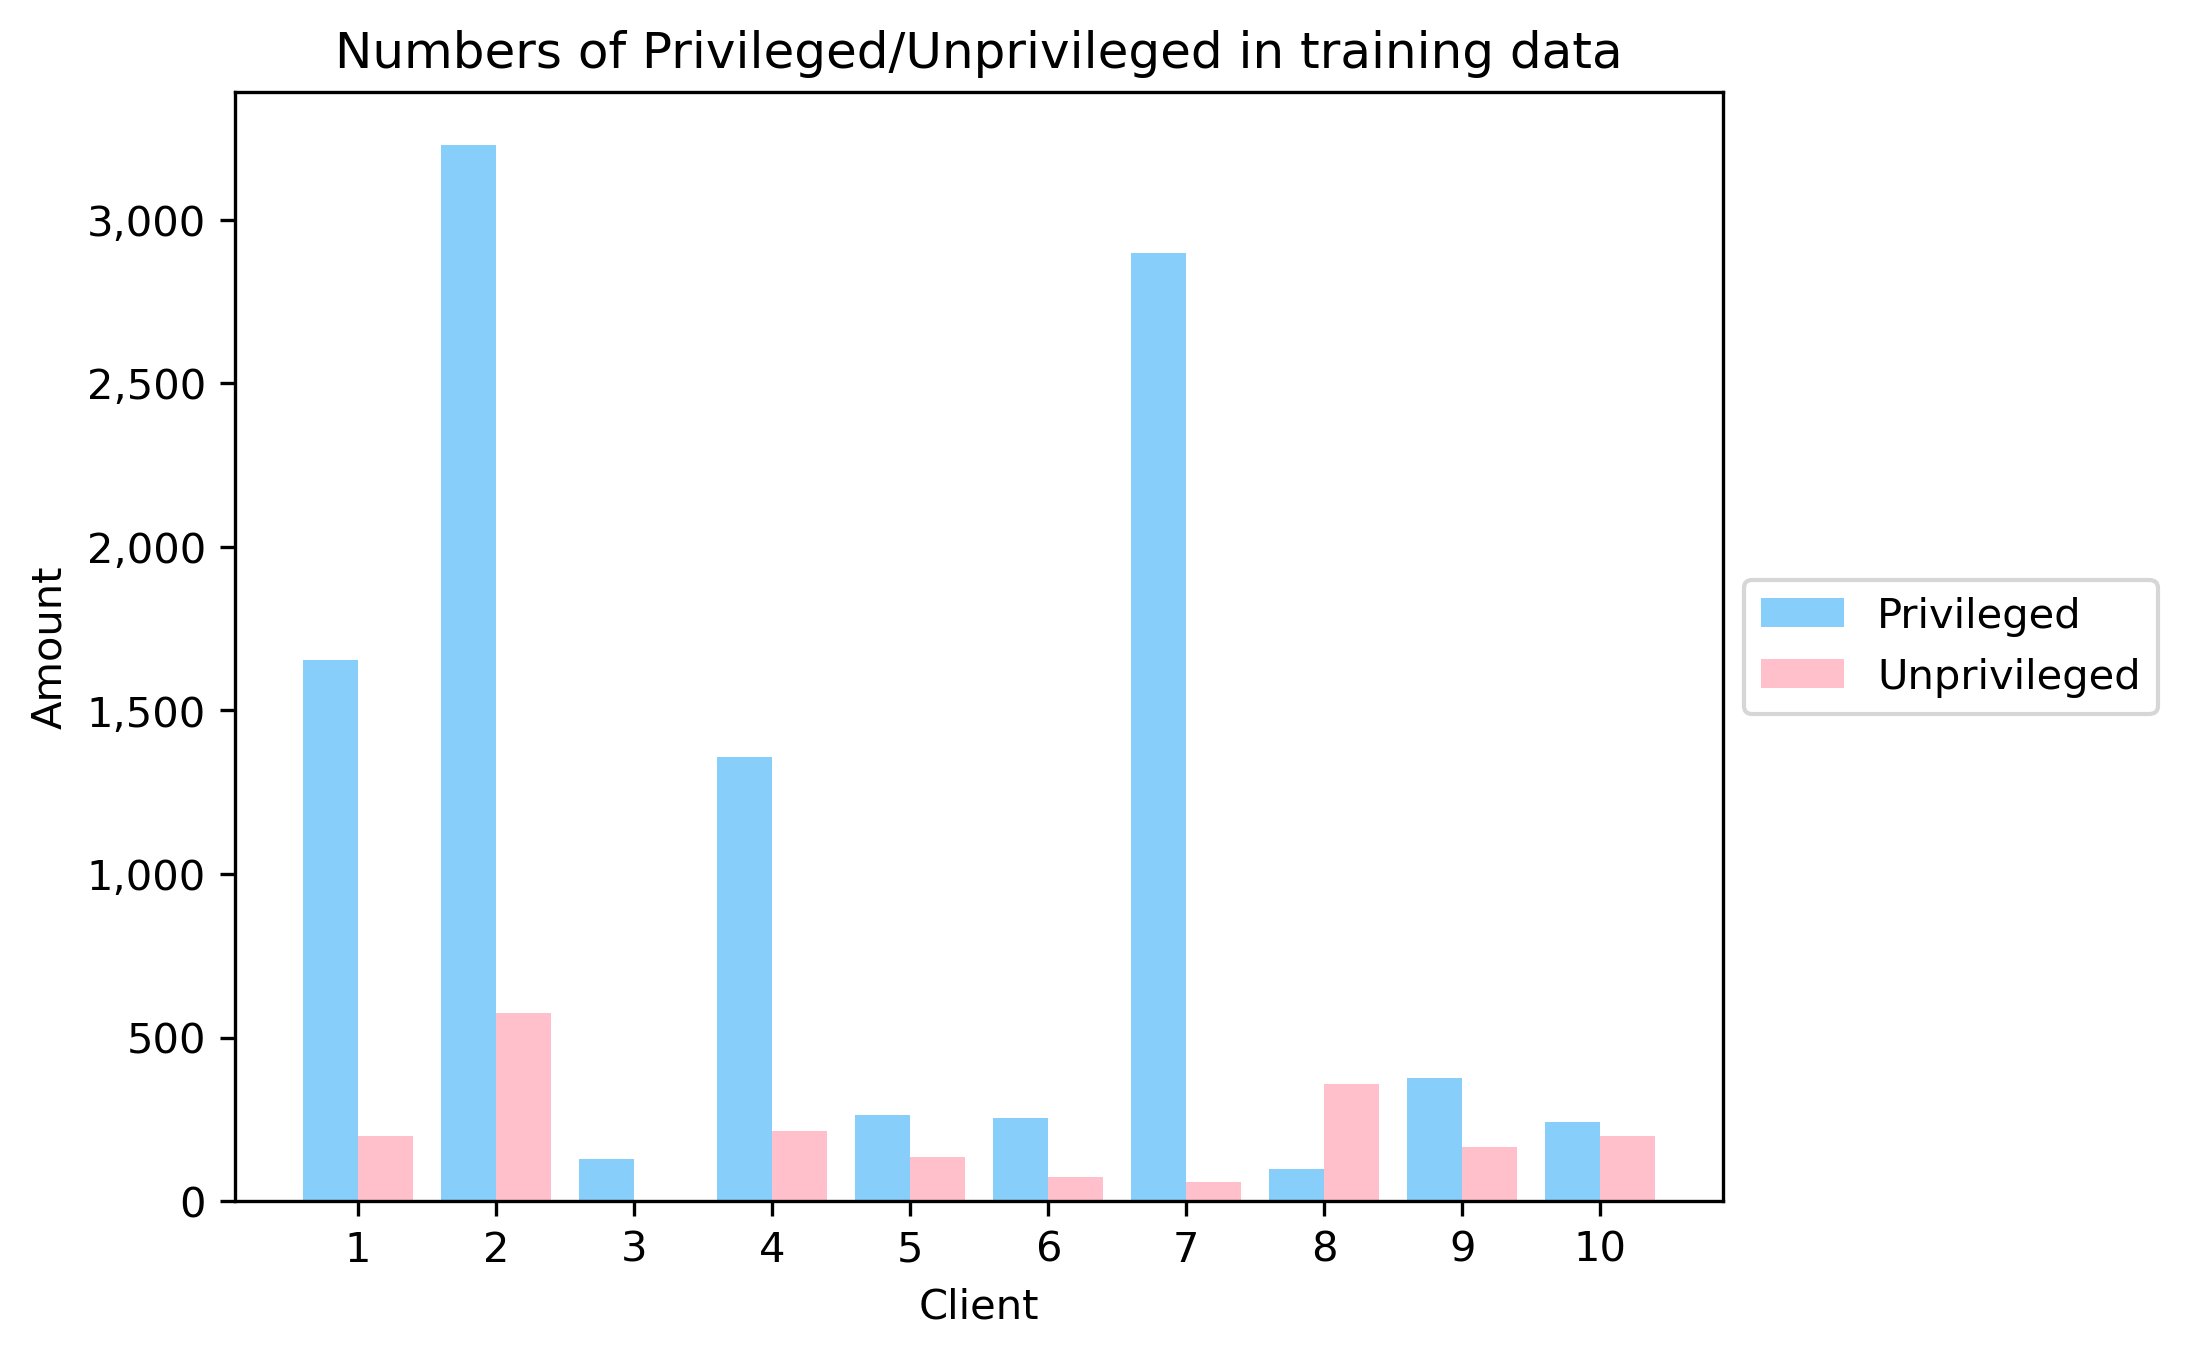 Numbers of Privileged/Unprivileged in training data
3,000
2,500
2,000
1,500
1,000
500
0
Amount
1 2 3 4 5 6 7 8 9 10
Client
Privileged
Unprivileged